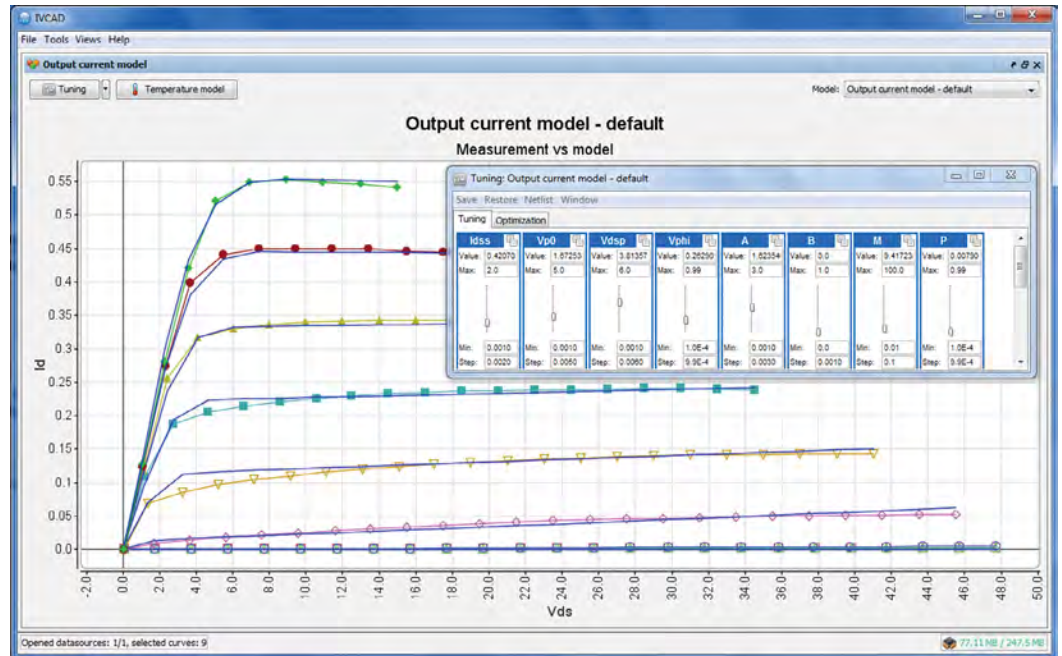 IVCAD
File Tools Views Help
Output current model
Tuning Temperature model Model: Output current model - default
Output current model - default
Measurement vs model
Tuning: Output current model - default
Save Restore Netlist Window
Tuning Optimization
Idss Vp0 Vdsp Vphi A B M P
Value: 0.42070 Value: 1.67253 Value: 3.81357 Value: 0.26290 Value: 1.62354 Value: 0.0 Value: 9.41723 Value: 0.00790
Max: 2.0 Max: 5.0 Max: 6.0 Max: 0.99 Max: 3.0 Max: 1.0 Max: 100.0 Max: 0.99
Min: 0.0010 Min: 0.0010 Min: 0.0010 Min: 1.0E-4 Min: 0.0010 Min: 0.0 Min: 0.01 Min: 1.0E-4
Step: 0.0020 Step: 0.0050 Step: 0.0060 Step: 9.9E-4 Step: 0.0030 Step: 0.0010 Step: 0.1 Step: 9.9E-4
0.55
0.5
0.45
0.4
0.35
0.3
0.25
0.2
0.15
0.1
0.05
0.0
Id
-2.0 0.0 2.0 4.0 6.0 8.0 10.0 12.0 14.0 16.0 18.0 20.0 22.0 24.0 26.0 28.0 30.0 32.0 34.0 36.0 38.0 40.0 42.0 44.0 46.0 48.0 50.0
Vds
Opened datasources: 1/1, selected curves: 9 77.11 MB / 247.5 MB